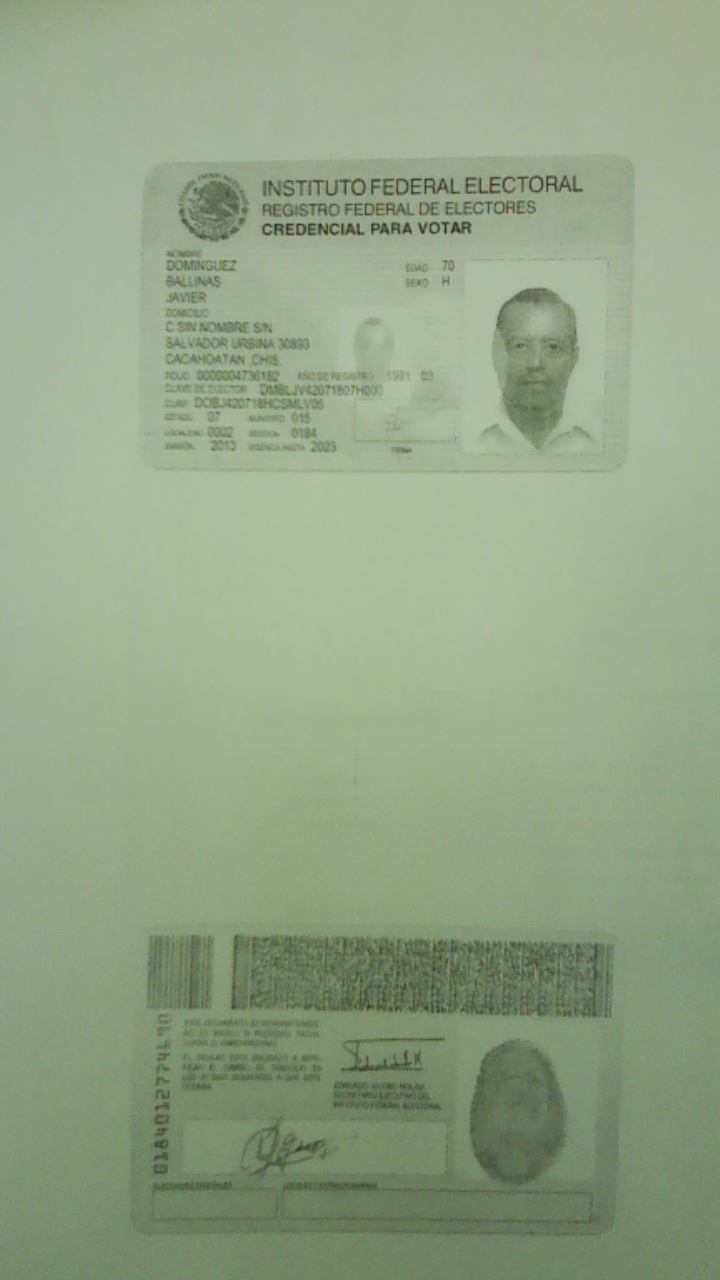 INSTITUTO FEDERAL ELECTORAL
REGISTRO FEDERAL DE ELECTORES
CREDENCIAL PARA VOTAR
NOMBRE
DOMINGUEZ
BALLINAS
JAVIER
EDAD 70
SEXO H
DOMICILIO
C SIN NOMBRE S/N
SALVADOR URBINA 30893
CACAHOATAN ,CHIS.
FOLIO 0000004736182 AÑO DE REGISTRO 1991 03
CLAVE DE ELECTOR DMBLJV42071807H000
CURP DOBJ420718HCSMLV05
ESTADO 07 MUNICIPIO 015
LOCALIDAD 0002 SECCION 0184
EMISIÓN 2013 VIGENCIA HASTA 2023
FIRMA
0184012774690
EDMUNDO JACOBO MOLINA
SECRETARIO EJECUTIVO DEL
INSTITUTO FEDERAL ELECTORAL